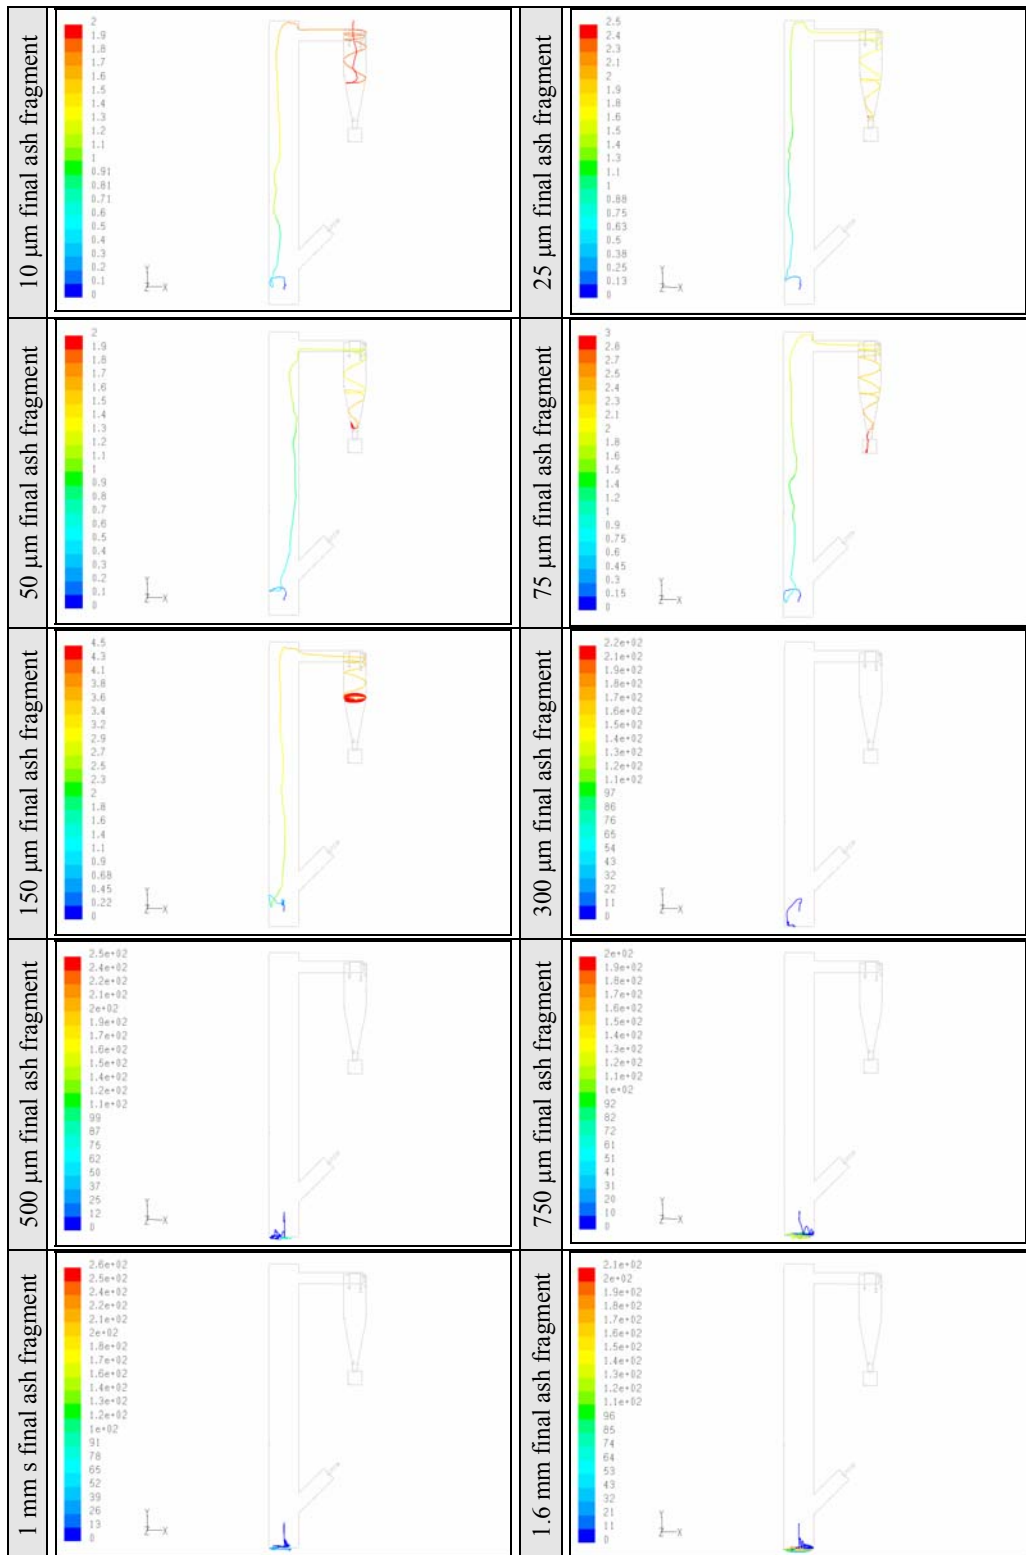 10 µm final ash fragment
2
1.9
1.8
1.7
1.6
1.5
1.4
1.3
1.2
1.1
1
0.91
0.81
0.71
0.6
0.5
0.4
0.3
0.2
0.1
0
Y
Z X
25 µm final ash fragment
2.5
2.4
2.3
2.1
2
1.9
1.8
1.6
1.5
1.4
1.3
1.1
1
0.88
0.75
0.63
0.5
0.38
0.25
0.13
0
Y
Z X
50 µm final ash fragment
2
1.9
1.8
1.7
1.6
1.5
1.4
1.3
1.2
1.1
1
0.9
0.8
0.7
0.6
0.5
0.4
0.3
0.2
0.1
0
Y
Z X
75 µm final ash fragment
3
2.8
2.7
2.5
2.4
2.3
2.1
2
1.8
1.6
1.5
1.4
1.2
1
0.9
0.75
0.6
0.45
0.3
0.15
0
Y
Z X
150 µm final ash fragment
4.5
4.3
4.1
3.8
3.6
3.4
3.2
2.9
2.7
2.5
2.3
2
1.8
1.6
1.4
1.1
0.9
0.68
0.45
0.22
0
Y
Z X
300 µm final ash fragment
2.2e+02
2.1e+02
1.9e+02
1.8e+02
1.7e+02
1.6e+02
1.5e+02
1.4e+02
1.3e+02
1.2e+02
1.1e+02
97
86
76
65
54
43
32
22
11
0
Y
Z X
500 µm final ash fragment
2.5e+02
2.4e+02
2.2e+02
2.1e+02
2e+02
1.9e+02
1.7e+02
1.6e+02
1.5e+02
1.4e+02
1.2e+02
1.1e+02
99
87
75
62
50
37
25
12
0
Y
Z X
750 µm final ash fragment
2e+02
1.9e+02
1.8e+02
1.7e+02
1.6e+02
1.5e+02
1.4e+02
1.3e+02
1.2e+02
1.1e+02
1e+02
92
82
72
61
51
41
31
20
10
0
Y
Z X
1 mm s final ash fragment
2.6e+02
2.5e+02
2.4e+02
2.2e+02
2.1e+02
2e+02
1.8e+02
1.7e+02
1.6e+02
1.4e+02
1.3e+02
1.2e+02
1e+02
91
78
65
52
39
26
13
0
Y
Z X
1.6 mm final ash fragment
2.1e+02
2e+02
1.9e+02
1.8e+02
1.7e+02
1.6e+02
1.5e+02
1.4e+02
1.3e+02
1.2e+02
1.1e+02
96
85
74
64
53
43
32
21
11
0
Y
Z X